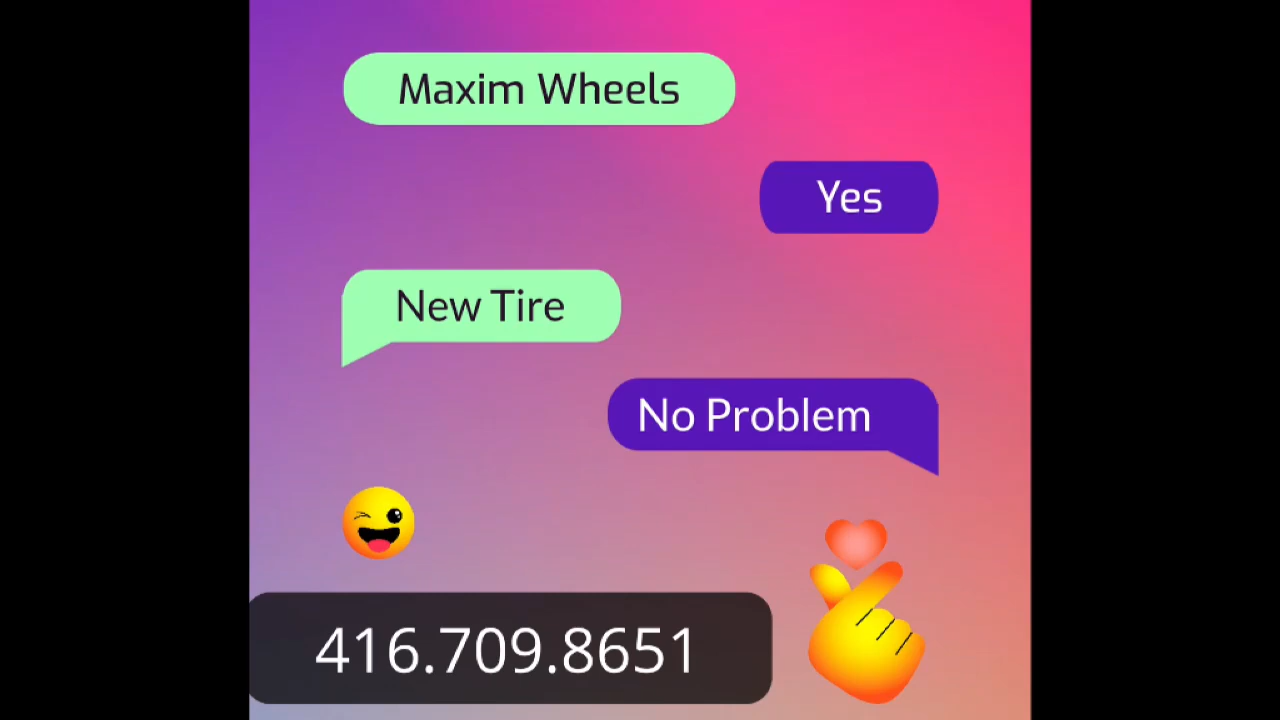 Maxim Wheels
Yes
New Tire
No Problem
416.709.8651